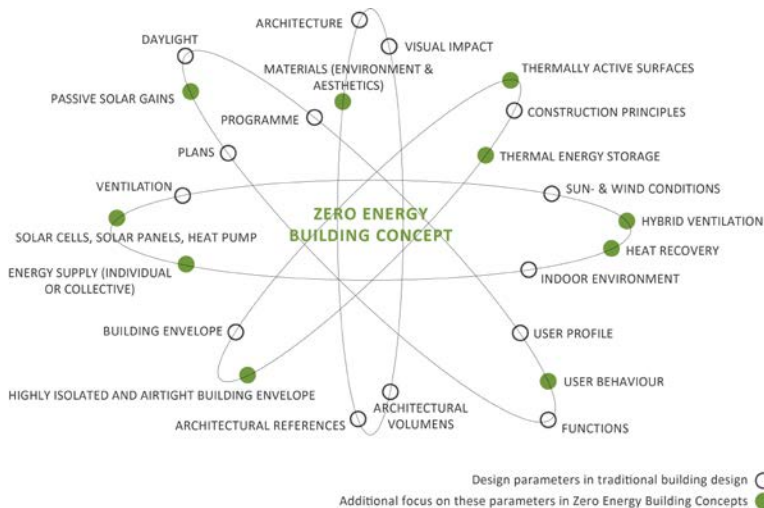 ARCHITECTURE
VISUAL IMPACT
DAYLIGHT
MATERIALS (ENVIRONMENT &
AESTHETICS)
THERMALLY ACTIVE SURFACES
PASSIVE SOLAR GAINS
CONSTRUCTION PRINCIPLES
PROGRAMME
PLANS
THERMAL ENERGY STORAGE
VENTILATION
SUN- & WIND CONDITIONS
ZERO ENERGY
BUILDING CONCEPT
HYBRID VENTILATION
SOLAR CELLS, SOLAR PANELS, HEAT PUMP
HEAT RECOVERY
ENERGY SUPPLY (INDIVIDUAL
OR COLLECTIVE)
INDOOR ENVIRONMENT
BUILDING ENVELOPE
USER PROFILE
USER BEHAVIOUR
HIGHLY ISOLATED AND AIRTIGHT BUILDING ENVELOPE
ARCHITECTURAL
VOLUMENS
ARCHITECTURAL REFERENCES
FUNCTIONS
Design parameters in traditional building design
Additional focus on these parameters in Zero Energy Building Concepts